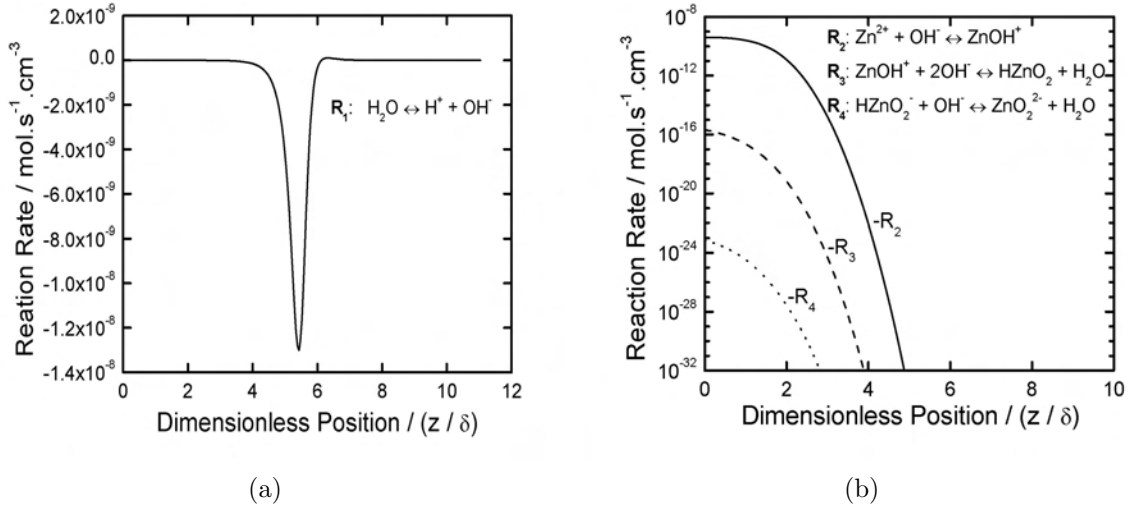 2.0x10⁻⁹
0.0
-2.0x10⁻⁹
-4.0x10⁻⁹
-6.0x10⁻⁹
-8.0x10⁻⁹
-1.0x10⁻⁸
-1.2x10⁻⁸
-1.4x10⁻⁸
Reation Rate / mol.s⁻¹.cm⁻³
R₁: H₂O ↔ H⁺ + OH⁻
0 2 4 6 8 10 12
Dimensionless Position / (z / δ)
(a)
10⁻⁸
10⁻¹²
10⁻¹⁶
10⁻²⁰
10⁻²⁴
10⁻²⁸
10⁻³²
Reaction Rate / mol.s⁻¹.cm⁻³
R₂: Zn²⁺ + OH⁻ ↔ ZnOH⁺
R₃: ZnOH⁺ + 2OH⁻ ↔ HZnO₂ + H₂O
R₄: HZnO₂⁻ + OH⁻ ↔ ZnO₂²⁻ + H₂O
-R₂
-R₃
-R₄
0 2 4 6 8 10
Dimensionless Position / (z / δ)
(b)